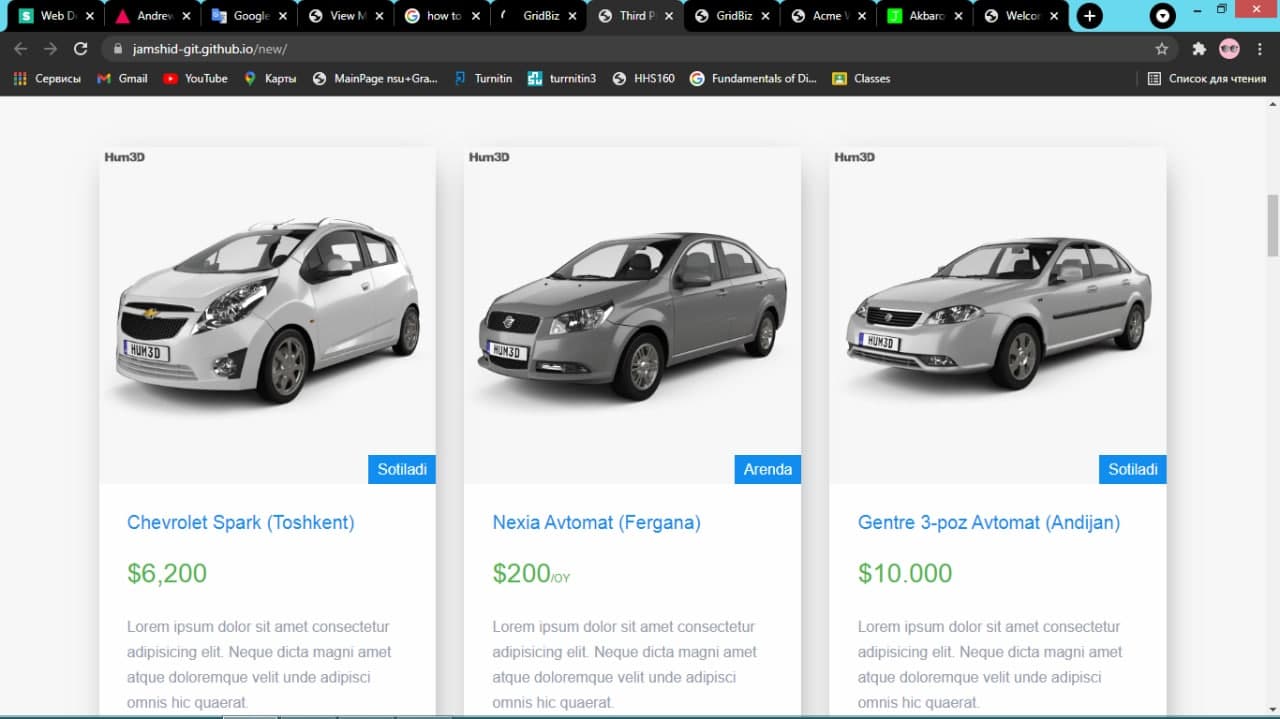 Web D
Andrew
Google
View M
how to
GridBiz
Third P
GridBiz
Acme V
Akbaro
Welcor
jamshid-git.github.io/new/
Сервисы
Gmail
YouTube
Карты
MainPage nsu+Gra...
Turnitin
turrnitin3
HHS160
Fundamentals of Di...
Classes
Список для чтения
Hum3D
HUM3D
Sotiladi
Chevrolet Spark (Toshkent)
$6,200
Lorem ipsum dolor sit amet consectetur
adipisicing elit. Neque dicta magni amet
atque doloremque velit unde adipisci
omnis hic quaerat.
Hum3D
HUM3D
Arenda
Nexia Avtomat (Fergana)
$200/OY
Lorem ipsum dolor sit amet consectetur
adipisicing elit. Neque dicta magni amet
atque doloremque velit unde adipisci
omnis hic quaerat.
Hum3D
HUM3D
Sotiladi
Gentre 3-poz Avtomat (Andijan)
$10.000
Lorem ipsum dolor sit amet consectetur
adipisicing elit. Neque dicta magni amet
atque doloremque velit unde adipisci
omnis hic quaerat.